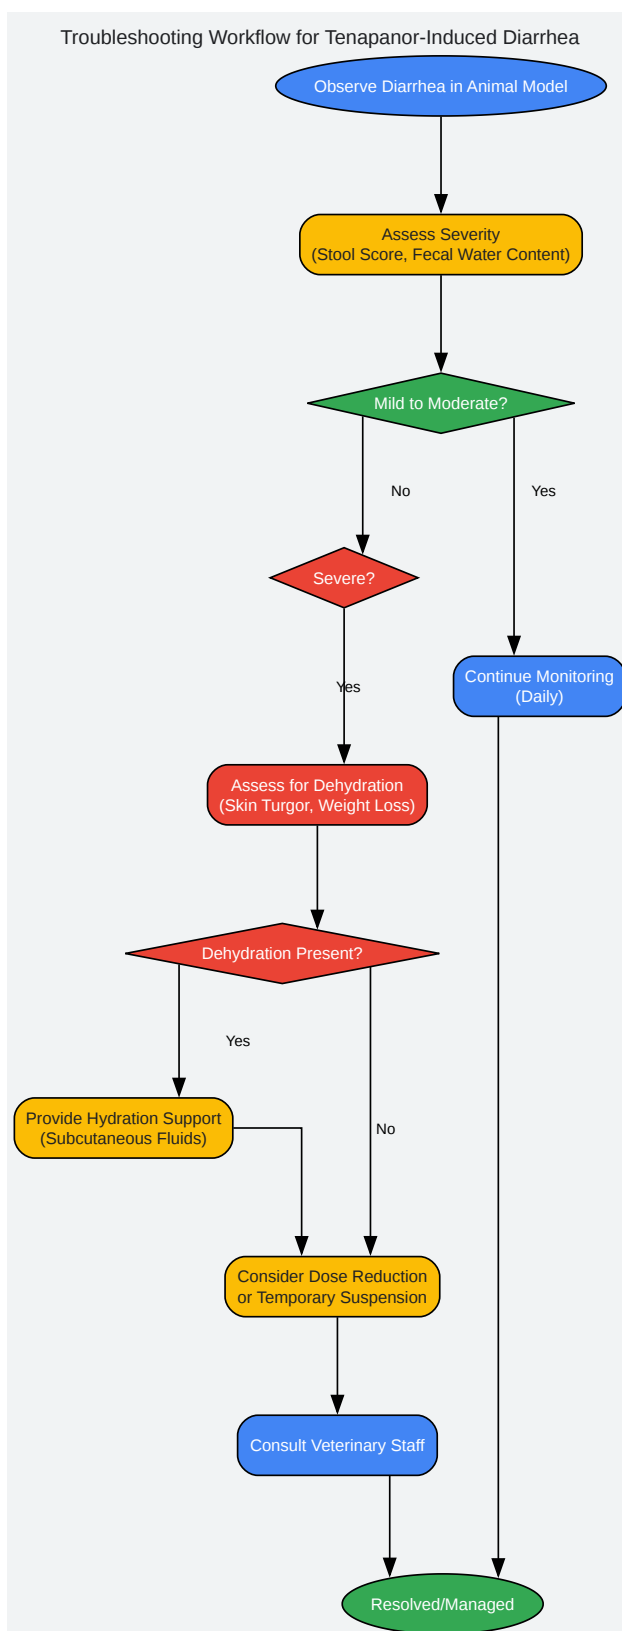 Troubleshooting Workflow for Tenapanor-Induced Diarrhea
Observe Diarrhea in Animal Model
Assess Severity
(Stool Score, Fecal Water Content)
Mild to Moderate?
No
Yes
Severe?
Continue Monitoring
(Daily)
Yes
Assess for Dehydration
(Skin Turgor, Weight Loss)
Dehydration Present?
Yes
Provide Hydration Support
(Subcutaneous Fluids)
No
Consider Dose Reduction
or Temporary Suspension
Consult Veterinary Staff
Resolved/Managed